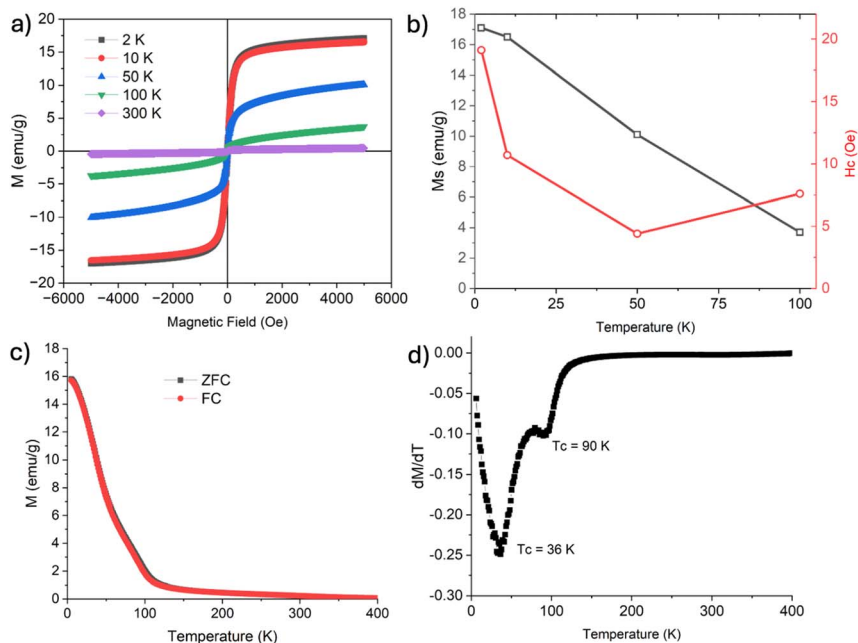 a)
20
15
10
5
0
−5
−10
−15
20
M (emu/g)
2 K
10 K
50 K
100 K
300 K
−6000 −4000 −2000 0 2000 4000 6000
Magnetic Field (Oe)
b)
18
16
14
12
10
8
6
4
2
0
Ms (emu/g)
20
15
10
5
0
Hc (Oe)
25 50 75 100
Temperature (K)
c)
18
16
14
12
10
8
6
4
2
0
M (emu/g)
ZFC
FC
0 100 200 300 400
Temperature (K)
d)
0.00
-0.05
-0.10
-0.15
-0.20
-0.25
-0.30
dM/dT
Tc = 90 K
Tc = 36 K
0 100 200 300 400
Temperature (K)